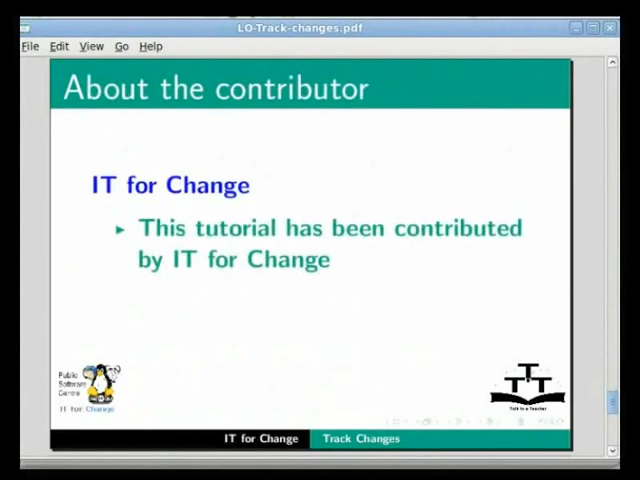 LO-Track-changes.pdf
File Edit View Go Help
About the contributor
IT for Change
This tutorial has been contributed
by IT for Change
Public
Software
Centre
IT for Change
T T T
Talk to a Teacher
IT for Change Track Changes